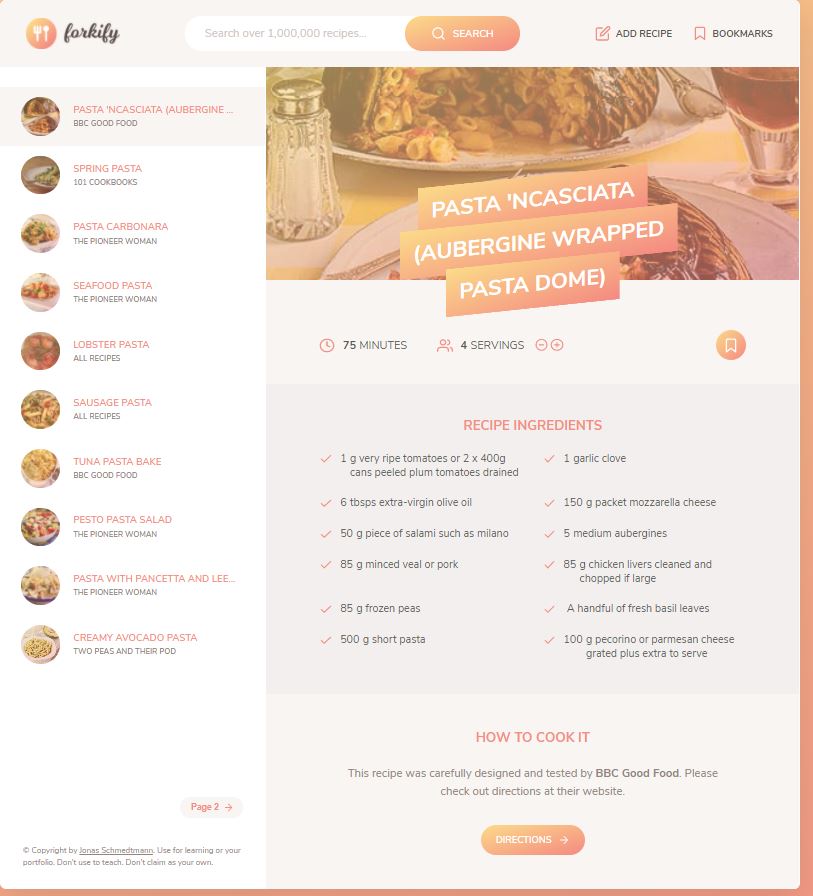 forkify
Search over 1,000,000 recipes...
SEARCH
ADD RECIPE
BOOKMARKS
PASTA 'NCASCIATA (AUBERGINE ...
BBC GOOD FOOD
SPRING PASTA
101 COOKBOOKS
PASTA CARBONARA
THE PIONEER WOMAN
SEAFOOD PASTA
THE PIONEER WOMAN
LOBSTER PASTA
ALL RECIPES
SAUSAGE PASTA
ALL RECIPES
TUNA PASTA BAKE
BBC GOOD FOOD
PESTO PASTA SALAD
THE PIONEER WOMAN
PASTA WITH PANCETTA AND LEE...
THE PIONEER WOMAN
CREAMY AVOCADO PASTA
TWO PEAS AND THEIR POD
Page 2
© Copyright by Jonas Schmedtmann. Use for learning or your
portfolio. Don't use to teach. Don't claim as your own.
PASTA 'NCASCIATA
(AUBERGINE WRAPPED
PASTA DOME)
75 MINUTES
4 SERVINGS
RECIPE INGREDIENTS
1 g very ripe tomatoes or 2 x 400g
cans peeled plum tomatoes drained
1 garlic clove
6 tbsps extra-virgin olive oil
150 g packet mozzarella cheese
50 g piece of salami such as milano
5 medium aubergines
85 g minced veal or pork
85 g chicken livers cleaned and
chopped if large
85 g frozen peas
A handful of fresh basil leaves
500 g short pasta
100 g pecorino or parmesan cheese
grated plus extra to serve
HOW TO COOK IT
This recipe was carefully designed and tested by BBC Good Food. Please
check out directions at their website.
DIRECTIONS